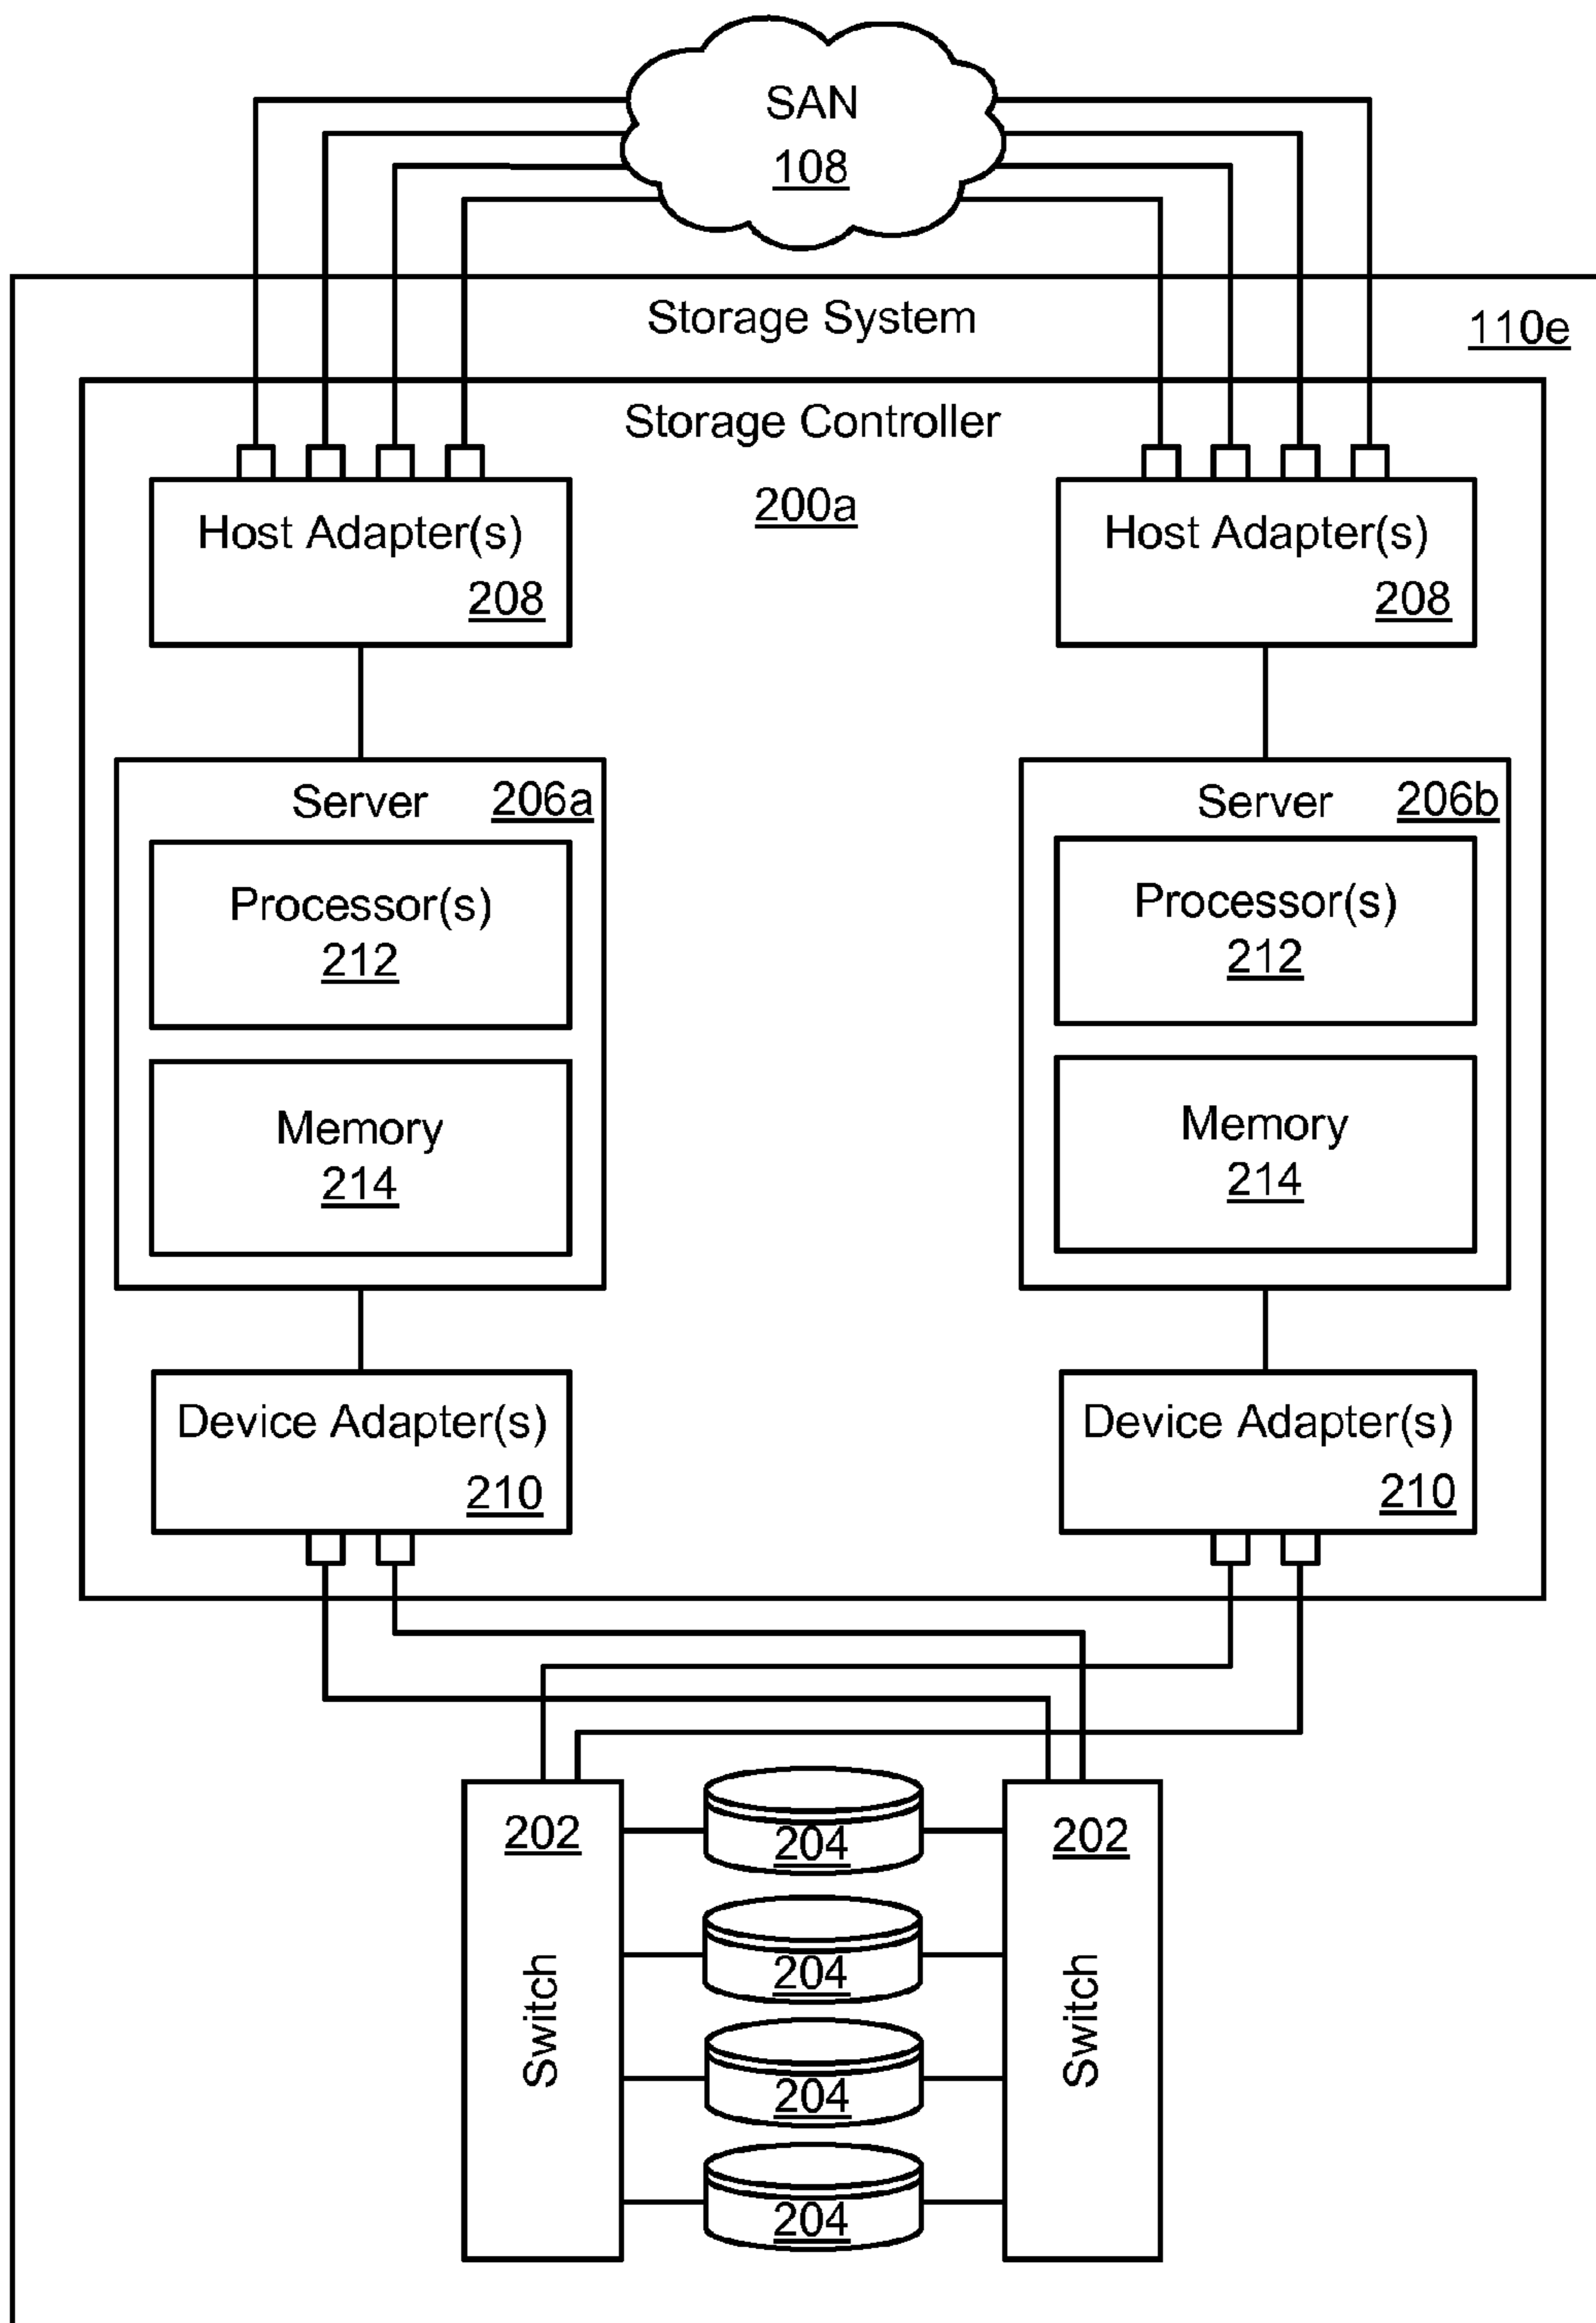 SAN
108
Storage System
110e
Storage Controller
200a
Host Adapter(s)
208
Host Adapter(s)
208
Server
206a
Processor(s)
212
Memory
214
Server
206b
Processor(s)
212
Memory
214
Device Adapter(s)
210
Device Adapter(s)
210
202
Switch
204
204
204
204
202
Switch